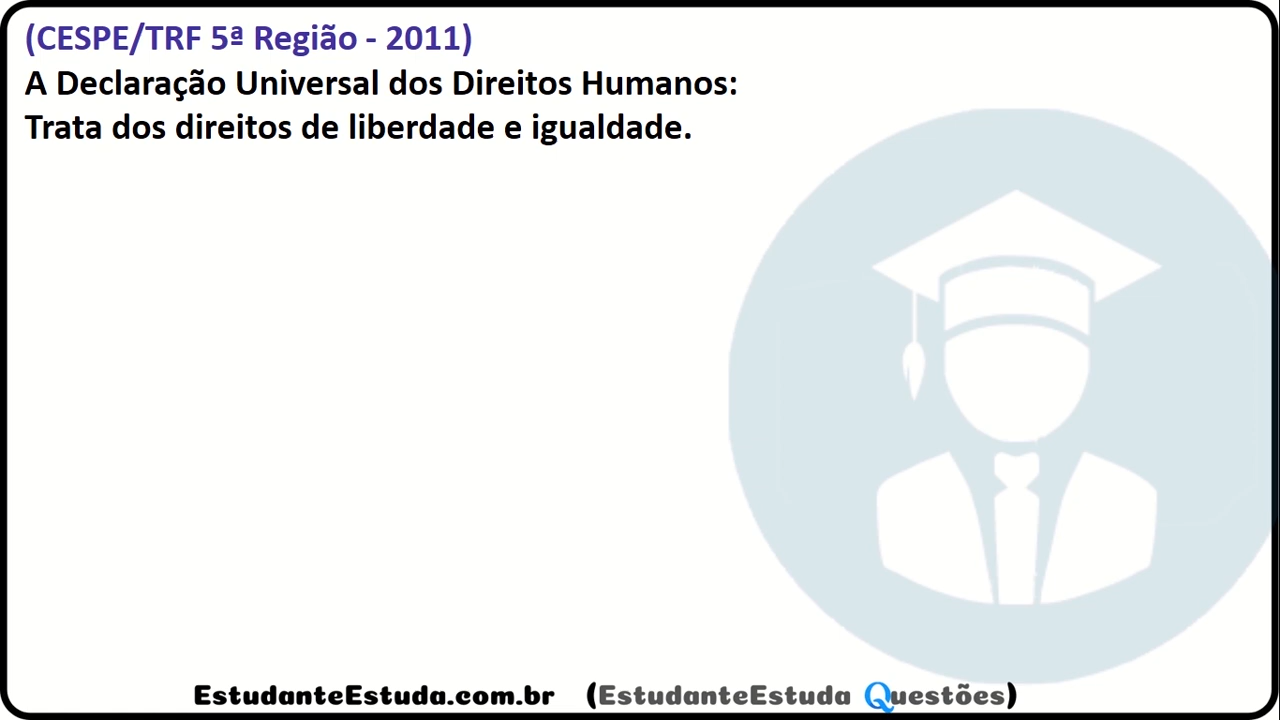 (CESPE/TRF 5ª Região - 2011)
A Declaração Universal dos Direitos Humanos:
Trata dos direitos de liberdade e igualdade.
EstudanteEstuda.com.br (EstudanteEstuda Questões)